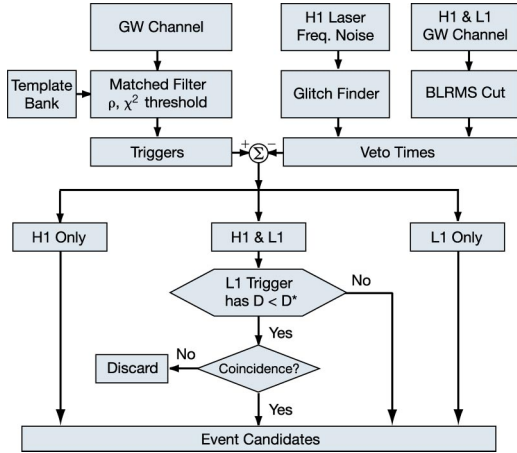 GW Channel
H1 Laser
Freq. Noise
H1 & L1
GW Channel
Template
Bank
Matched Filter
ρ, χ² threshold
Glitch Finder
BLRMS Cut
Triggers
+
Σ
−
Veto Times
H1 Only
H1 & L1
L1 Only
L1 Trigger
has D < D*
No
Yes
Discard
No
Coincidence?
Yes
Event Candidates